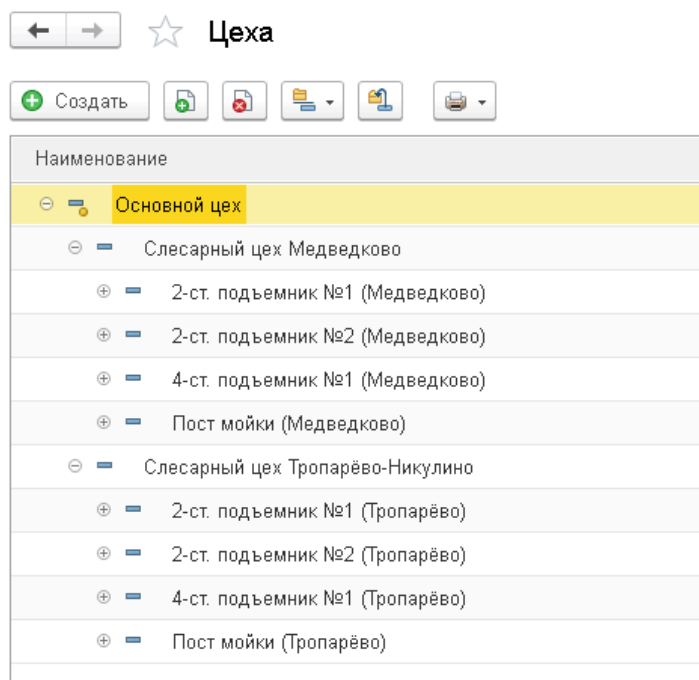 Цеха
Создать
Наименование
Основной цех
Слесарный цех Медведково
2-ст. подъемник №1 (Медведково)
2-ст. подъемник №2 (Медведково)
4-ст. подъемник №1 (Медведково)
Пост мойки (Медведково)
Слесарный цех Тропарёво-Никулино
2-ст. подъемник №1 (Тропарёво)
2-ст. подъемник №2 (Тропарёво)
4-ст. подъемник №1 (Тропарёво)
Пост мойки (Тропарёво)